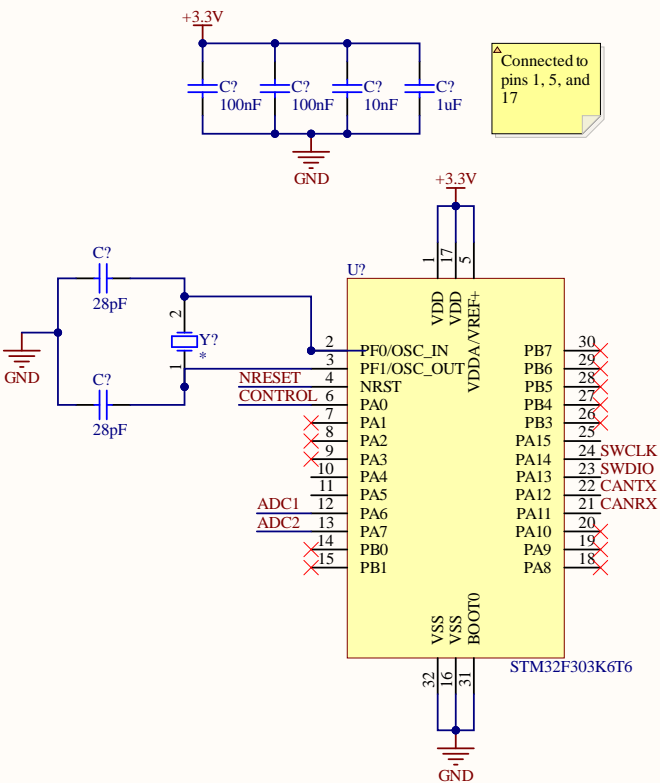 +3.3V
C?
100nF
C?
100nF
C?
10nF
C?
1uF
Connected to
pins 1, 5, and
17
GND
+3.3V
1
17
5
U?
VDD
VDD
VDDA/VREF+
C?
28pF
2
Y?
*
1
GND
C?
28pF
2 PF0/OSC_IN
3 PF1/OSC_OUT
NRESET 4 NRST
CONTROL 6 PA0
7 PA1
8 PA2
9 PA3
10 PA4
11 PA5
ADC1 12 PA6
ADC2 13 PA7
14 PB0
15 PB1
PB7 30
PB6 29
PB5 28
PB4 27
PB3 26
PA15 25
PA14 24 SWCLK
PA13 23 SWDIO
PA12 22 CANTX
PA11 21 CANRX
PA10 20
PA9 19
PA8 18
VSS
VSS
BOOT0
STM32F303K6T6
32
16
31
GND